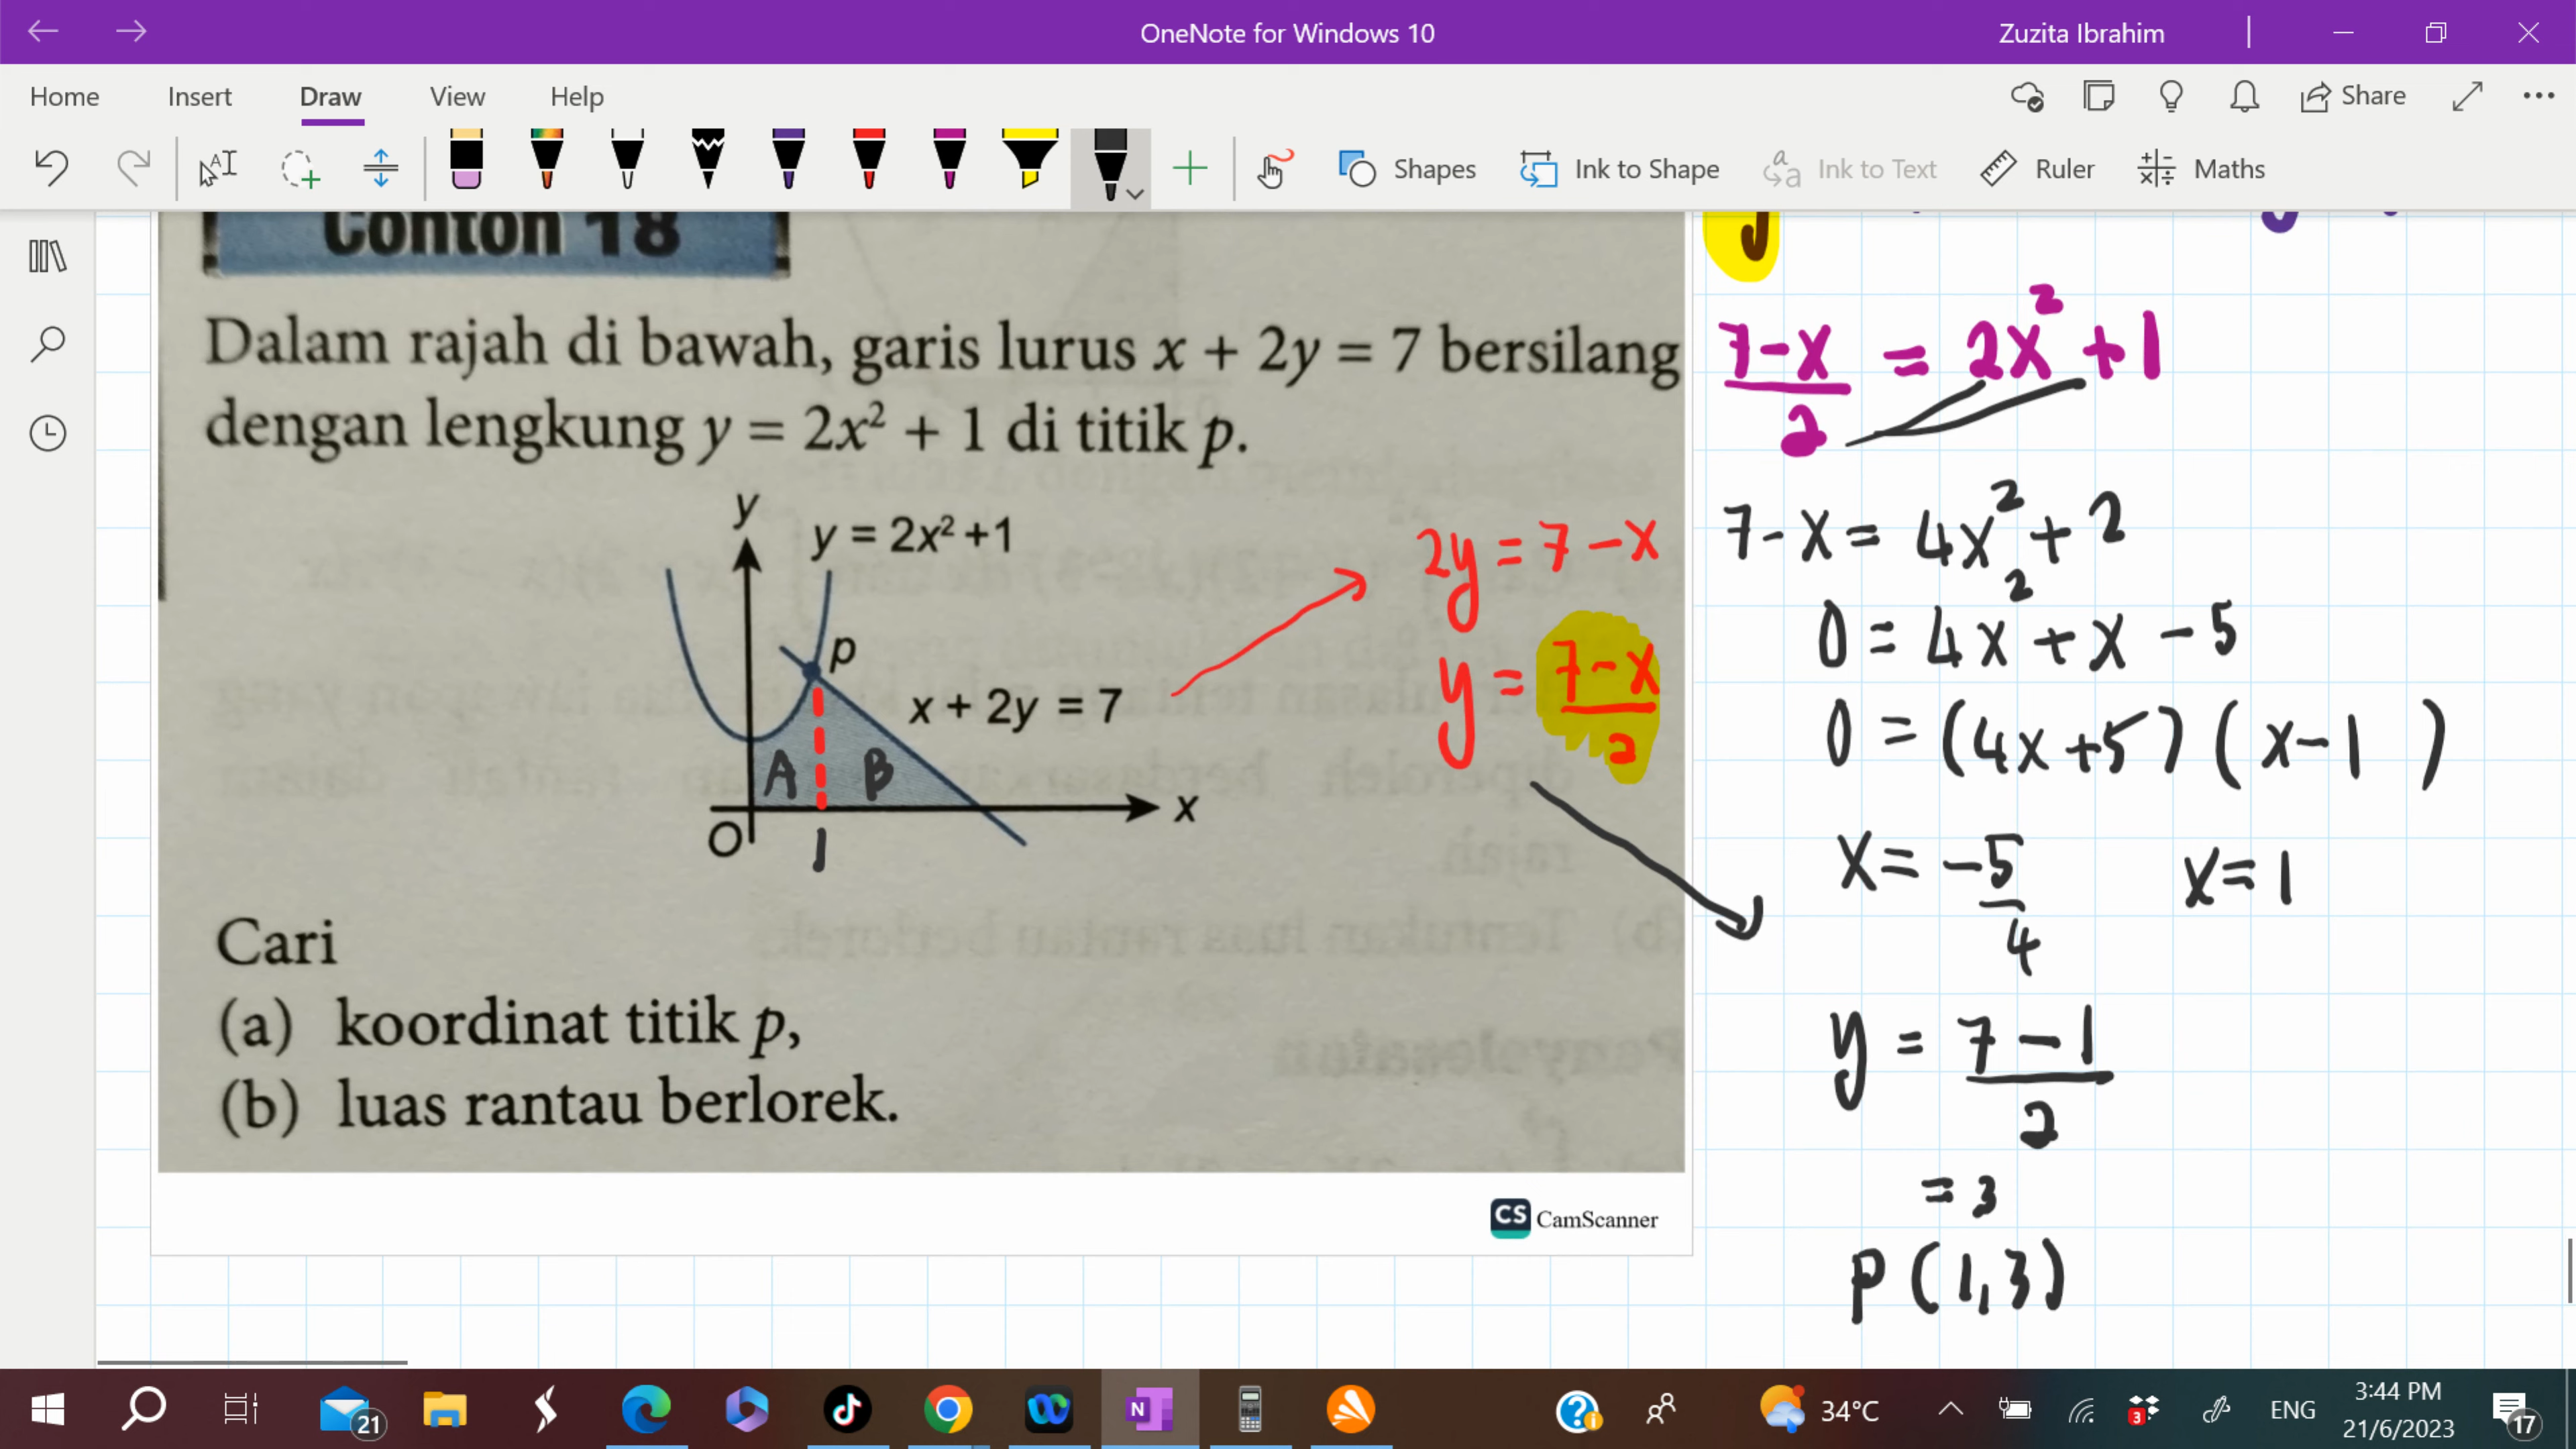 OneNote for Windows 10
Zuzita Ibrahim
Home Insert Draw View Help
Share
Shapes Ink to Shape Ink to Text Ruler Maths
Contoh 18
Dalam rajah di bawah, garis lurus x + 2y = 7 bersilang
dengan lengkung y = 2x² + 1 di titik p.
y
y = 2x² +1
p
x + 2y = 7
A B
x
O
1
2y = 7 - x
y = 7 - x / 2
Cari
(a) koordinat titik p,
(b) luas rantau berlorek.
CS CamScanner
7 - x / 2 = 2x² + 1
7 - x = 4x² + 2
0 = 4x² + x - 5
0 = (4x + 5) (x - 1 )
x = -5/4 x = 1
y = 7 - 1 / 2
= 3
P (1, 3)
21
N
34°C
3
ENG
3:44 PM
21/6/2023
17